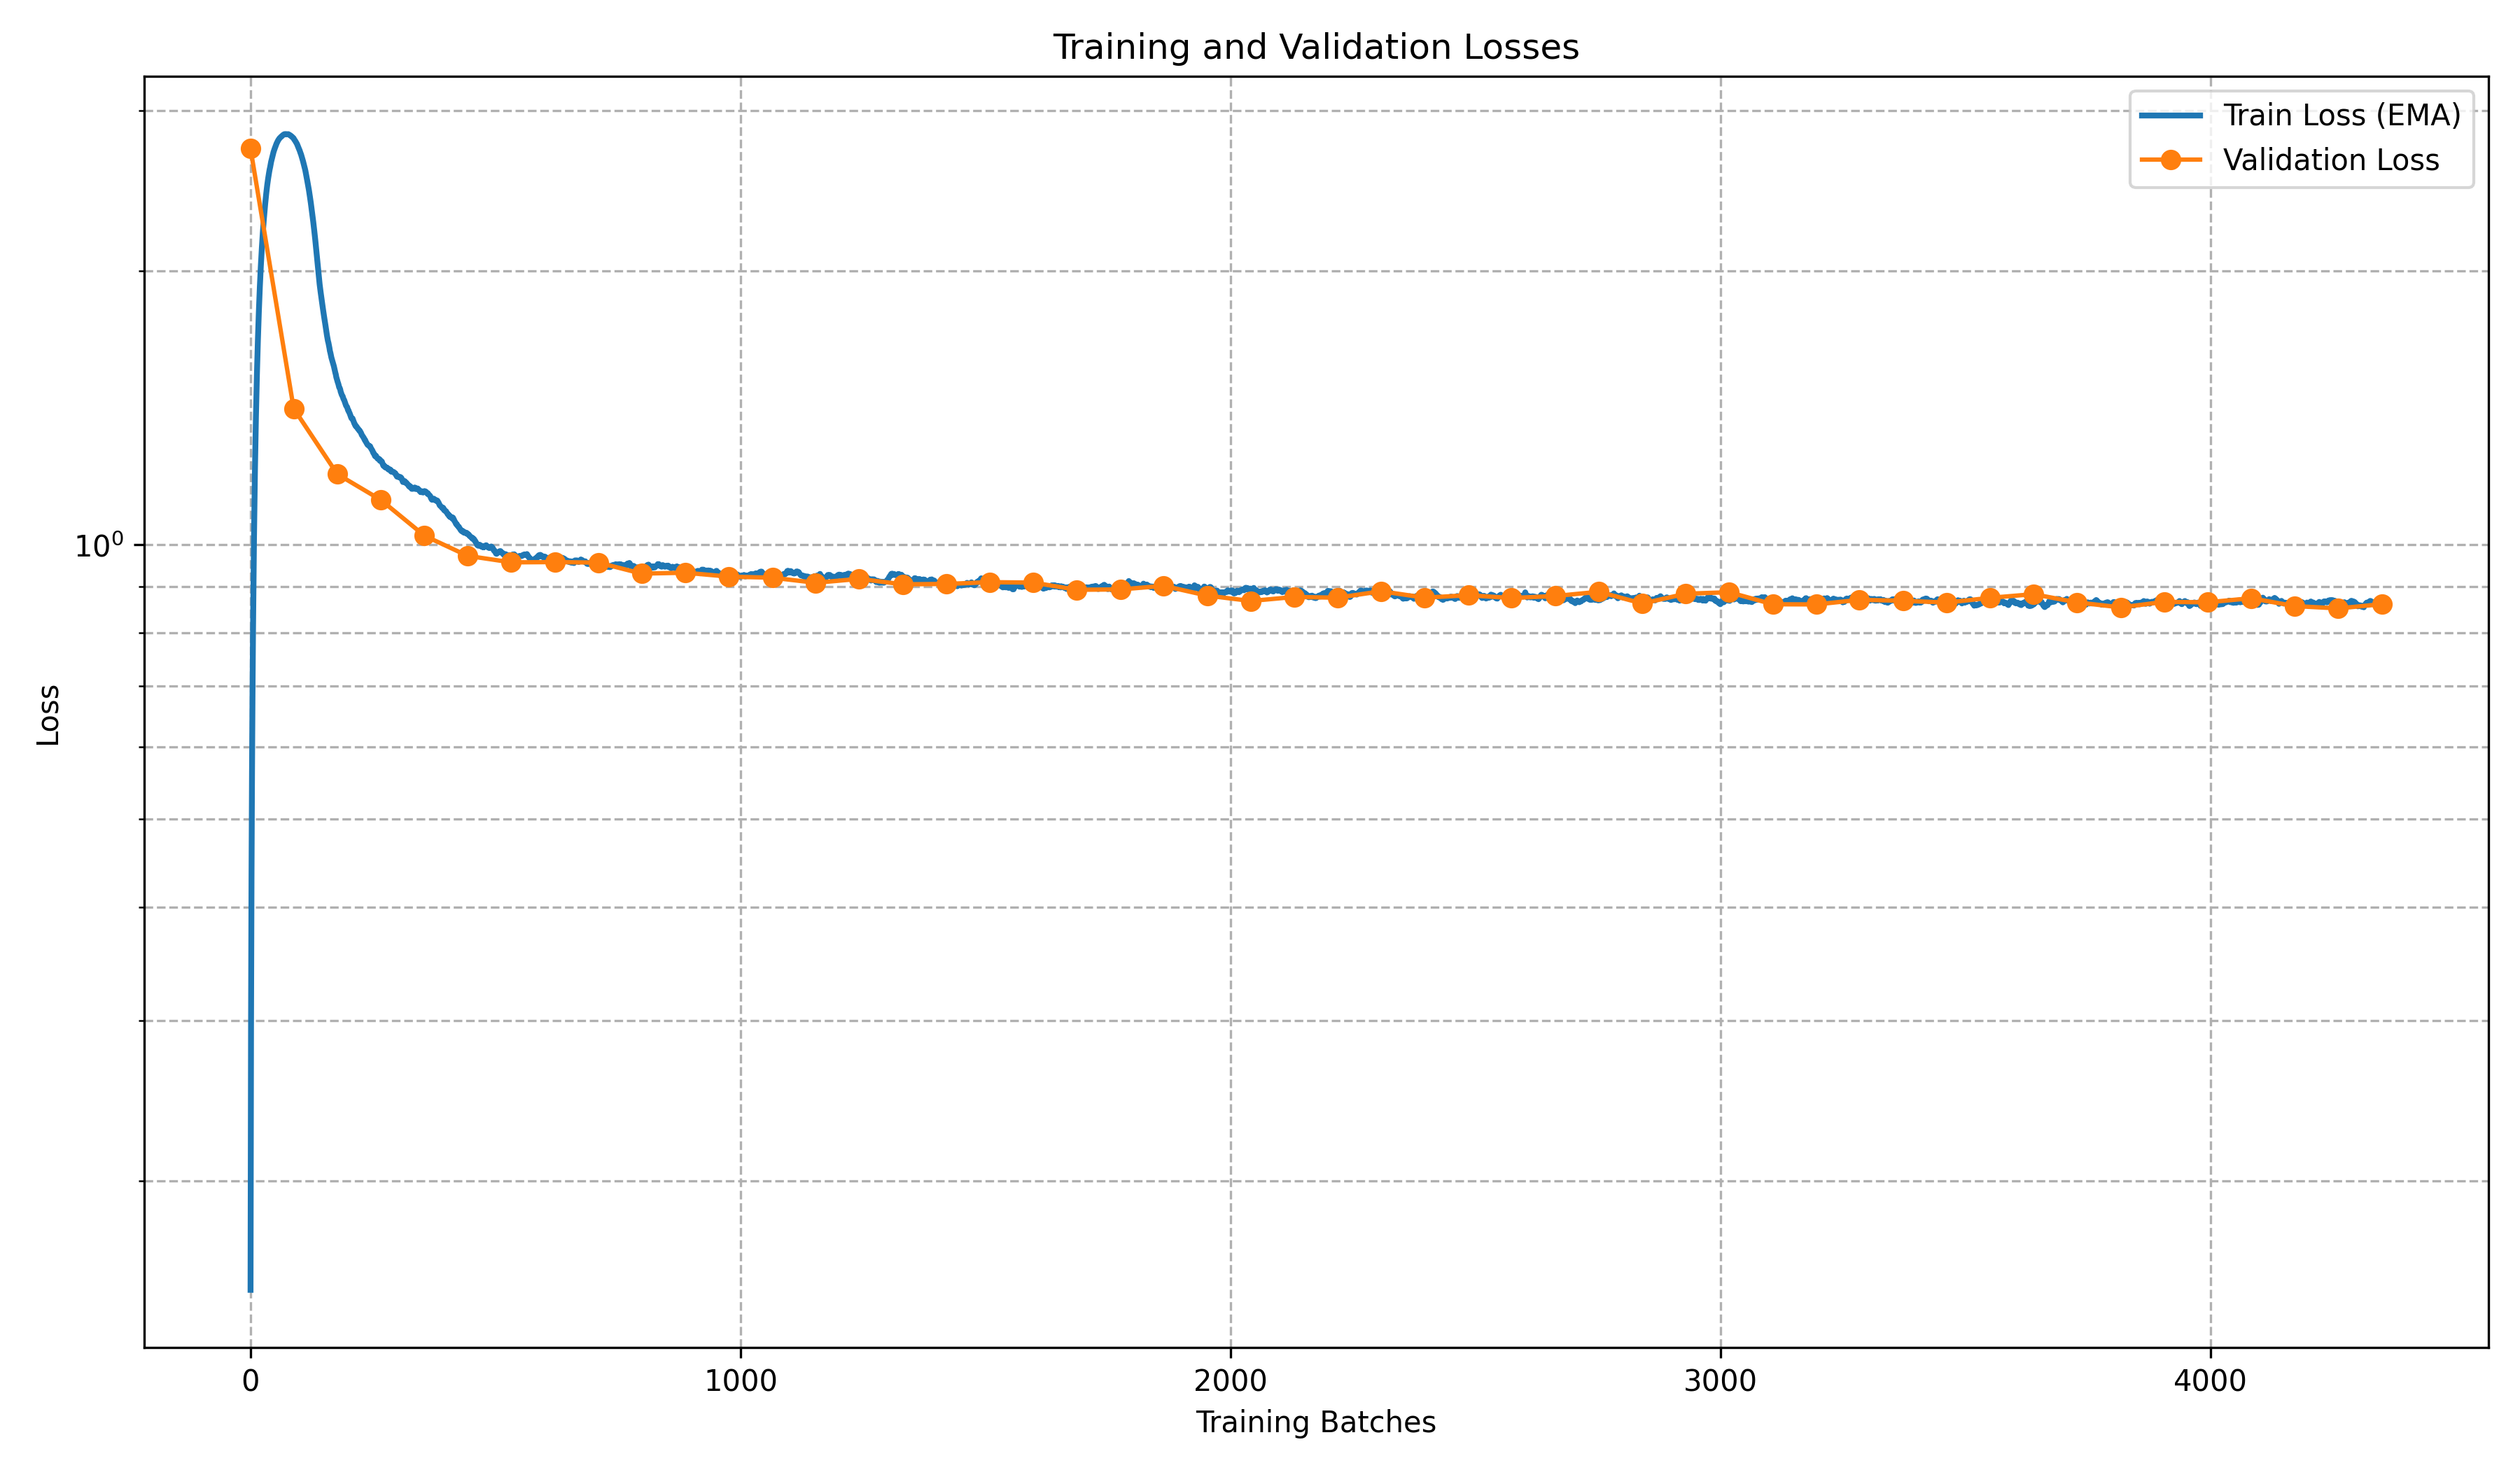 Training and Validation Losses
Train Loss (EMA)
Validation Loss
10⁰
Loss
0 1000 2000 3000 4000
Training Batches